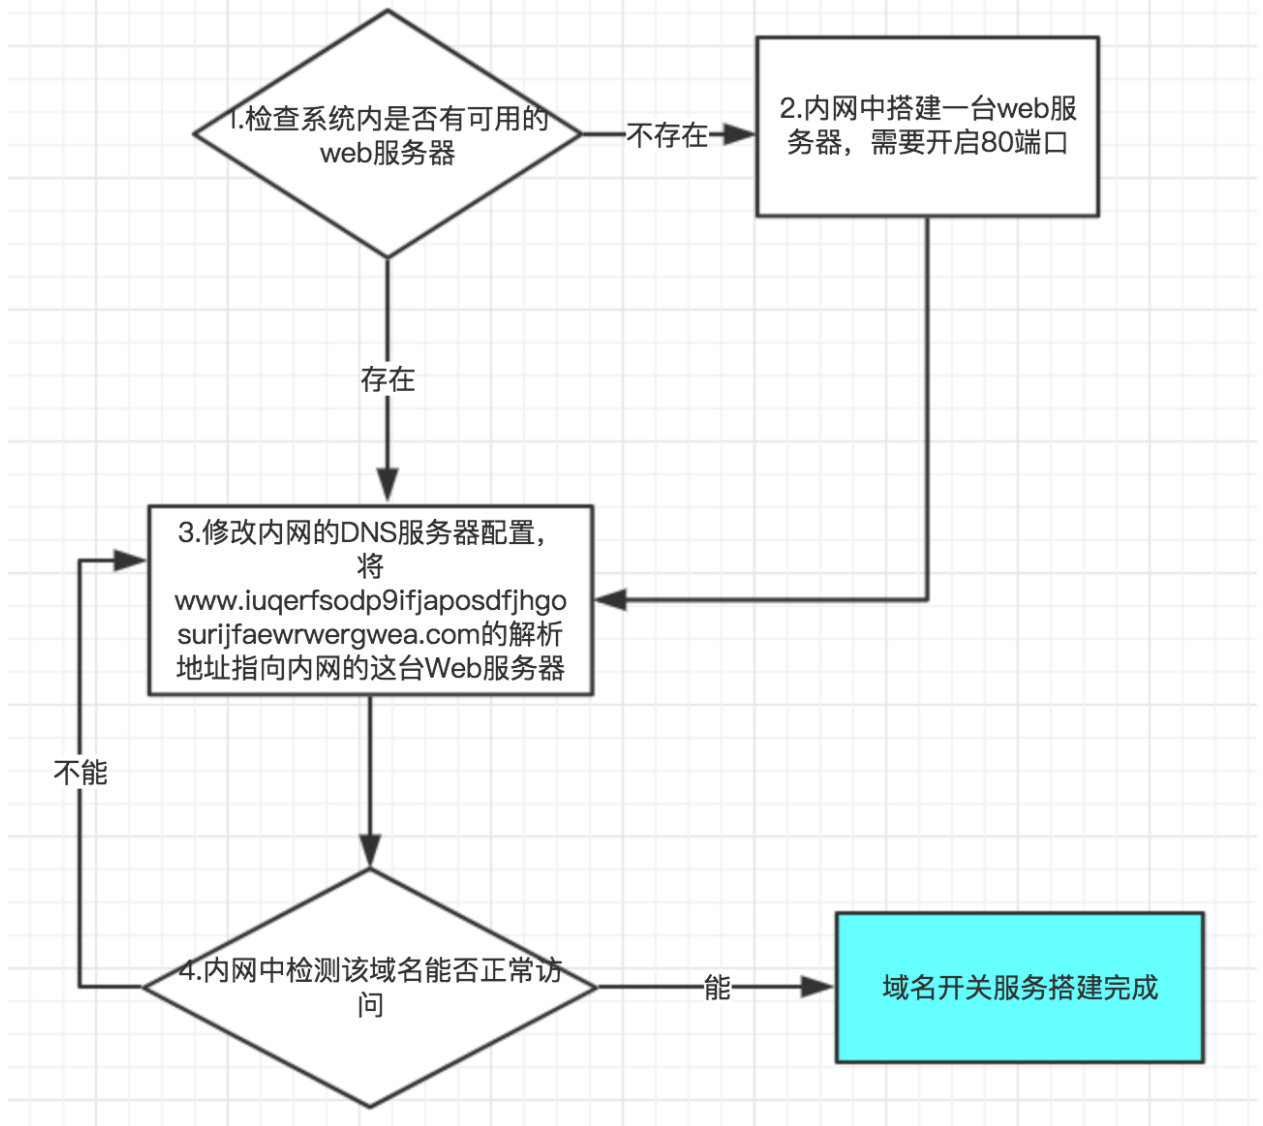 1.检查系统内是否有可用的
web服务器
不存在
2.内网中搭建一台web服
务器，需要开启80端口
存在
3.修改内网的DNS服务器配置，
将
www.iuqerfsodp9ifjaposdfjhgo
surijfaewrwergwea.com的解析
地址指向内网的这台Web服务器
不能
4.内网中检测该域名能否正常访
问
能
域名开关服务搭建完成